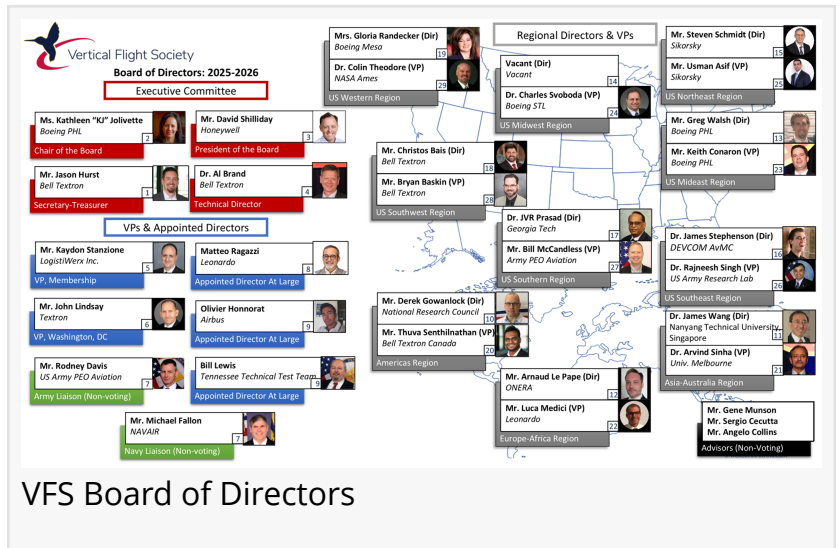 Vertical Flight Society
Board of Directors: 2025-2026
Executive Committee
Ms. Kathleen “KJ” Jolivette
Boeing PHL
2
Chair of the Board
Mr. David Shilliday
Honeywell
3
President of the Board
Mr. Jason Hurst
Bell Textron
1
Secretary-Treasurer
Dr. Al Brand
Bell Textron
4
Technical Director
VPs & Appointed Directors
Mr. Kaydon Stanzione
LogistiWerx Inc.
5
VP, Membership
Matteo Ragazzi
Leonardo
8
Appointed Director At Large
Mr. John Lindsay
Textron
6
VP, Washington, DC
Olivier Honnorat
Airbus
9
Appointed Director At Large
Mr. Rodney Davis
US Army PEO Aviation
7
Army Liaison (Non-voting)
Bill Lewis
Tennessee Technical Test Team
9
Appointed Director At Large
Mr. Michael Fallon
NAVAIR
7
Navy Liaison (Non-voting)
Regional Directors & VPs
Mrs. Gloria Randecker (Dir)
Boeing Mesa
19
Dr. Colin Theodore (VP)
NASA Ames
29
US Western Region
Vacant (Dir)
Vacant
14
Dr. Charles Svoboda (VP)
Boeing STL
24
US Midwest Region
Mr. Steven Schmidt (Dir)
Sikorsky
15
Mr. Usman Asif (VP)
Sikorsky
25
US Northeast Region
Mr. Greg Walsh (Dir)
Boeing PHL
13
Mr. Keith Conaron (VP)
Boeing PHL
23
US Mideast Region
Mr. Christos Bais (Dir)
Bell Textron
18
Mr. Bryan Baskin (VP)
Bell Textron
28
US Southwest Region
Dr. JVR Prasad (Dir)
Georgia Tech
17
Mr. Bill McCandless (VP)
Army PEO Aviation
27
US Southern Region
Dr. James Stephenson (Dir)
DEVCOM AvMC
16
Dr. Rajneesh Singh (VP)
US Army Research Lab
26
US Southeast Region
Mr. Derek Gowanlock (Dir)
National Research Council
10
Mr. Thuva Senthilnathan (VP)
Bell Textron Canada
20
Americas Region
Dr. James Wang (Dir)
Nanyang Technical University,
Singapore
11
Dr. Arvind Sinha (VP)
Univ. Melbourne
21
Asia-Australia Region
Mr. Arnaud Le Pape (Dir)
ONERA
12
Mr. Luca Medici (VP)
Leonardo
22
Europe-Africa Region
Mr. Gene Munson
Mr. Sergio Cecutta
Mr. Angelo Collins
Advisors (Non-Voting)
VFS Board of Directors